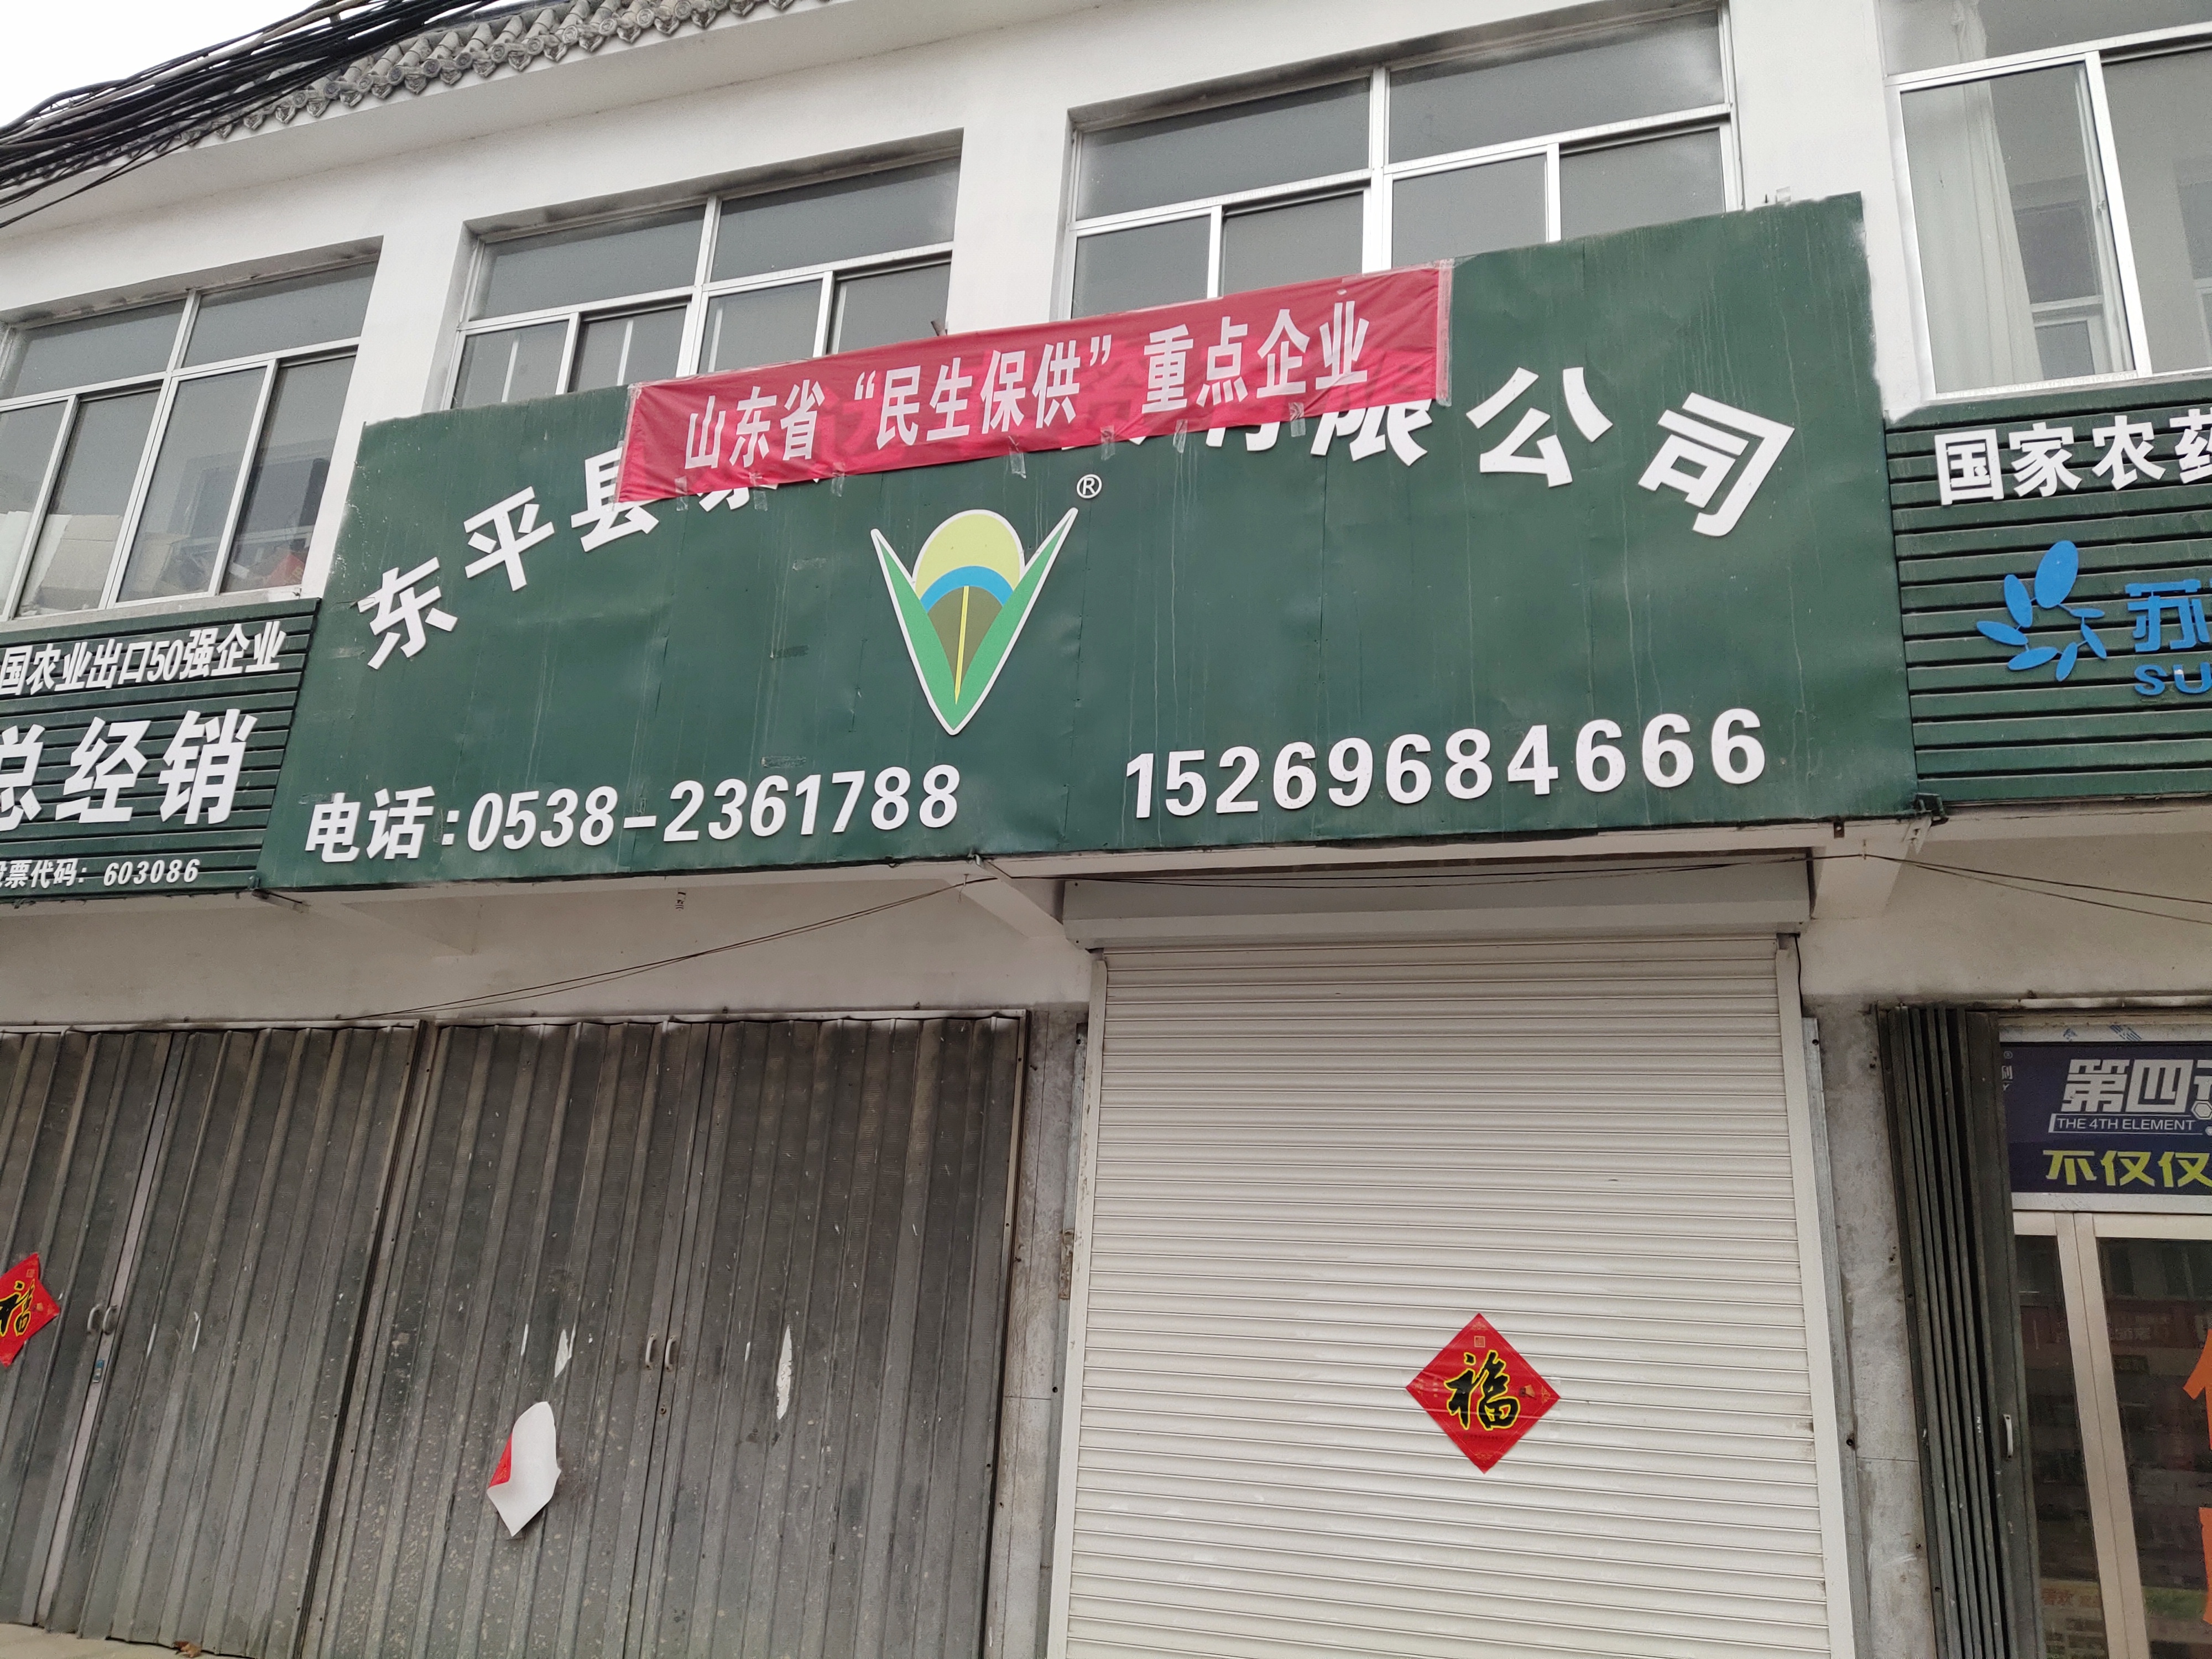 山东省“民生保供”重点企业
东平县
有限公司
®
电话:0538-2361788
15269684666
国农业出口50强企业
总经销
票代码: 603086
国家农药
苏
SU
第四
THE 4TH ELEMENT
不仅仅
福
福